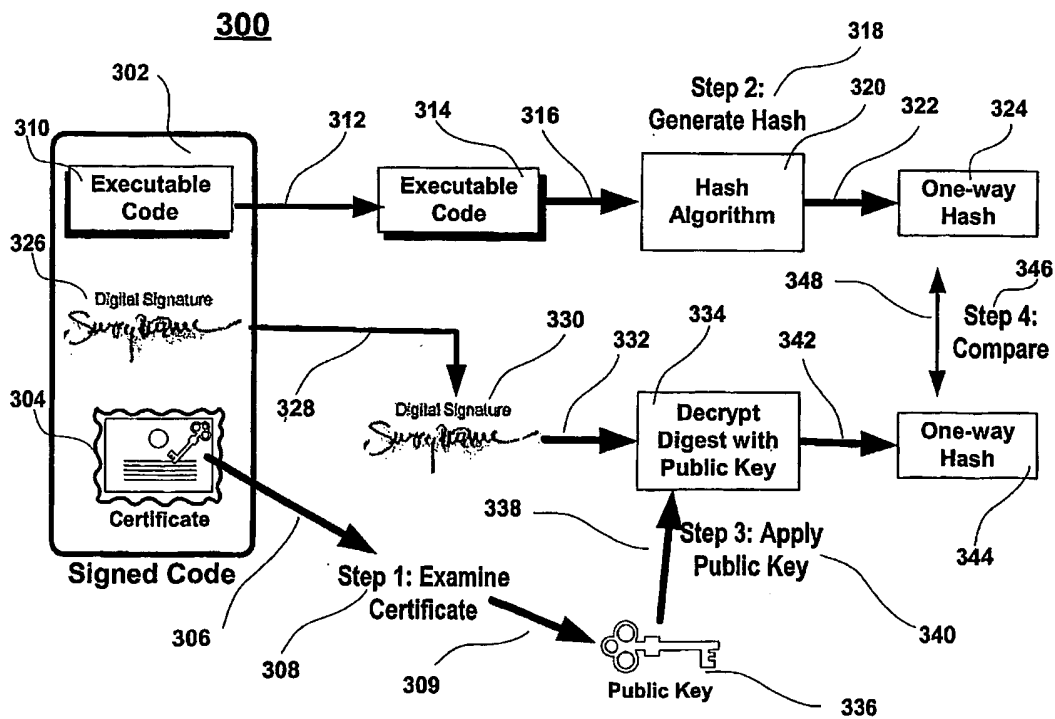 300
302
318
Step 2:
Generate Hash
310
312
314
316
320
322
324
Executable
Code
Executable
Code
Hash
Algorithm
One-way
Hash
326
Digital Signature
348
346
Step 4:
Compare
330
332
334
342
304
328
Digital Signature
Decrypt
Digest with
Public Key
One-way
Hash
Certificate
338
Step 3: Apply
Public Key
344
Signed Code
Step 1: Examine
Certificate
306
308
309
340
Public Key
336